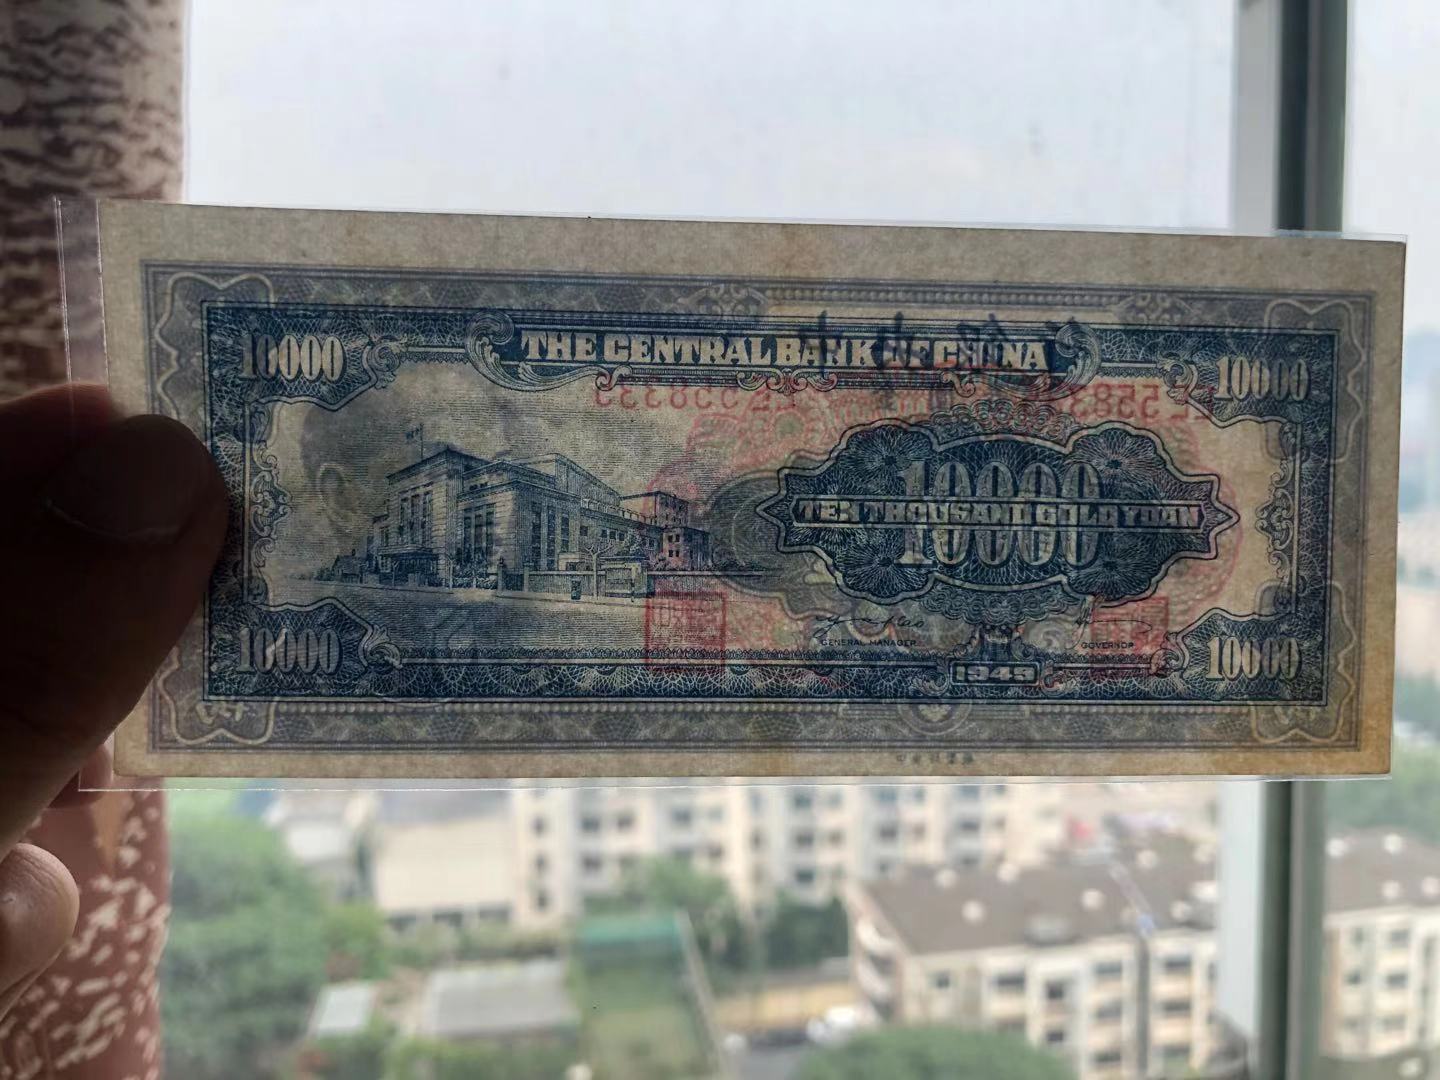 10000
THE CENTRAL BANK OF CHINA
10000
10000
TEN THOUSAND GOLD YUAN
GENERAL MANAGER
GOVERNOR
10000
1949
10000